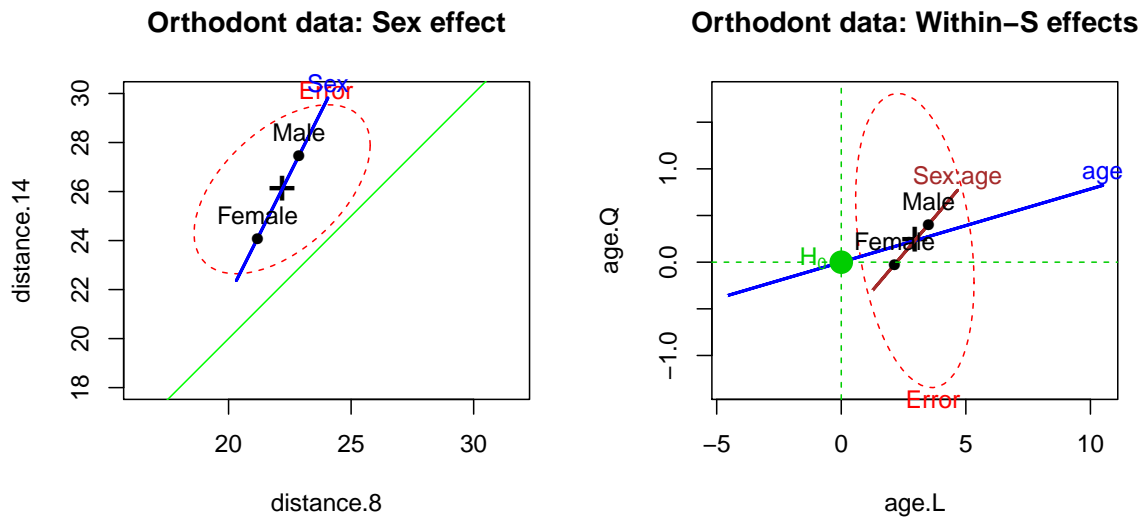 Orthodont data: Sex effect
distance.14
18
20
22
24
26
28
30
Sex
Error
Male
Female
20
25
30
distance.8
Orthodont data: Within−S effects
age.Q
−1.0
0.0
1.0
age
Sex:age
Male
Female
H0
Error
−5
0
5
10
age.L